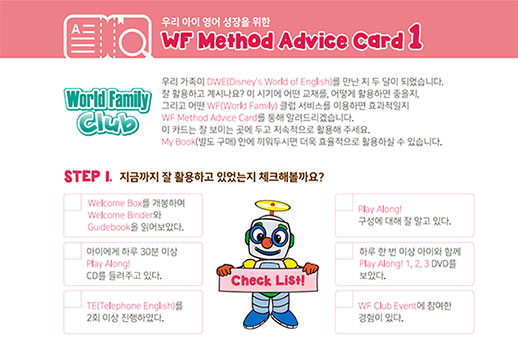 우리 아이 영어 성장을 위한
WF Method Advice Card 1
World Family
Club
우리 가족이 DWE(Disney's World of English)를 만난 지 두 달이 되었습니다.
잘 활용하고 계시나요? 이 시기에 어떤 교재를, 어떻게 활용하면 좋을지,
그리고 어떤 WF(World Family) 클럽 서비스를 이용하면 효과적일지
WF Method Advice Card를 통해 알려드리겠습니다.
이 카드는 잘 보이는 곳에 두고 지속적으로 활용해 주세요.
My Book(별도 구매) 안에 끼워두시면 더욱 효율적으로 활용하실 수 있습니다.
STEP 1. 지금까지 잘 활용하고 있었는지 체크해볼까요?
Welcome Box를 개봉하여
Welcome Binder와
Guidebook을 읽어보았다.
아이에게 하루 30분 이상
Play Along!
CD를 들려주고 있다.
TE(Telephone English)를
2회 이상 진행하였다.
Check List!
Play Along!
구성에 대해 잘 알고 있다.
하루 한 번 이상 아이와 함께
Play Along! 1, 2, 3 DVD를
보았다.
WF Club Event에 참여한
경험이 있다.